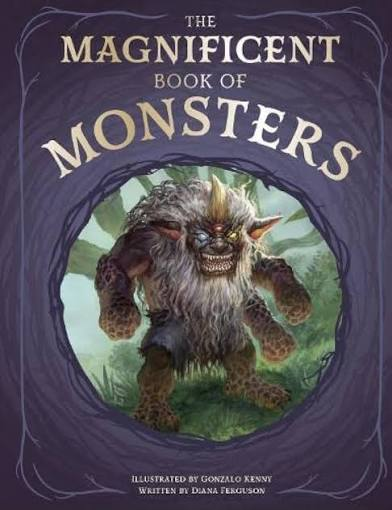 THE
MAGNIFICENT
BOOK OF
MONSTERS
ILLUSTRATED BY GONZALO KENNY
WRITTEN BY DIANA FERGUSON